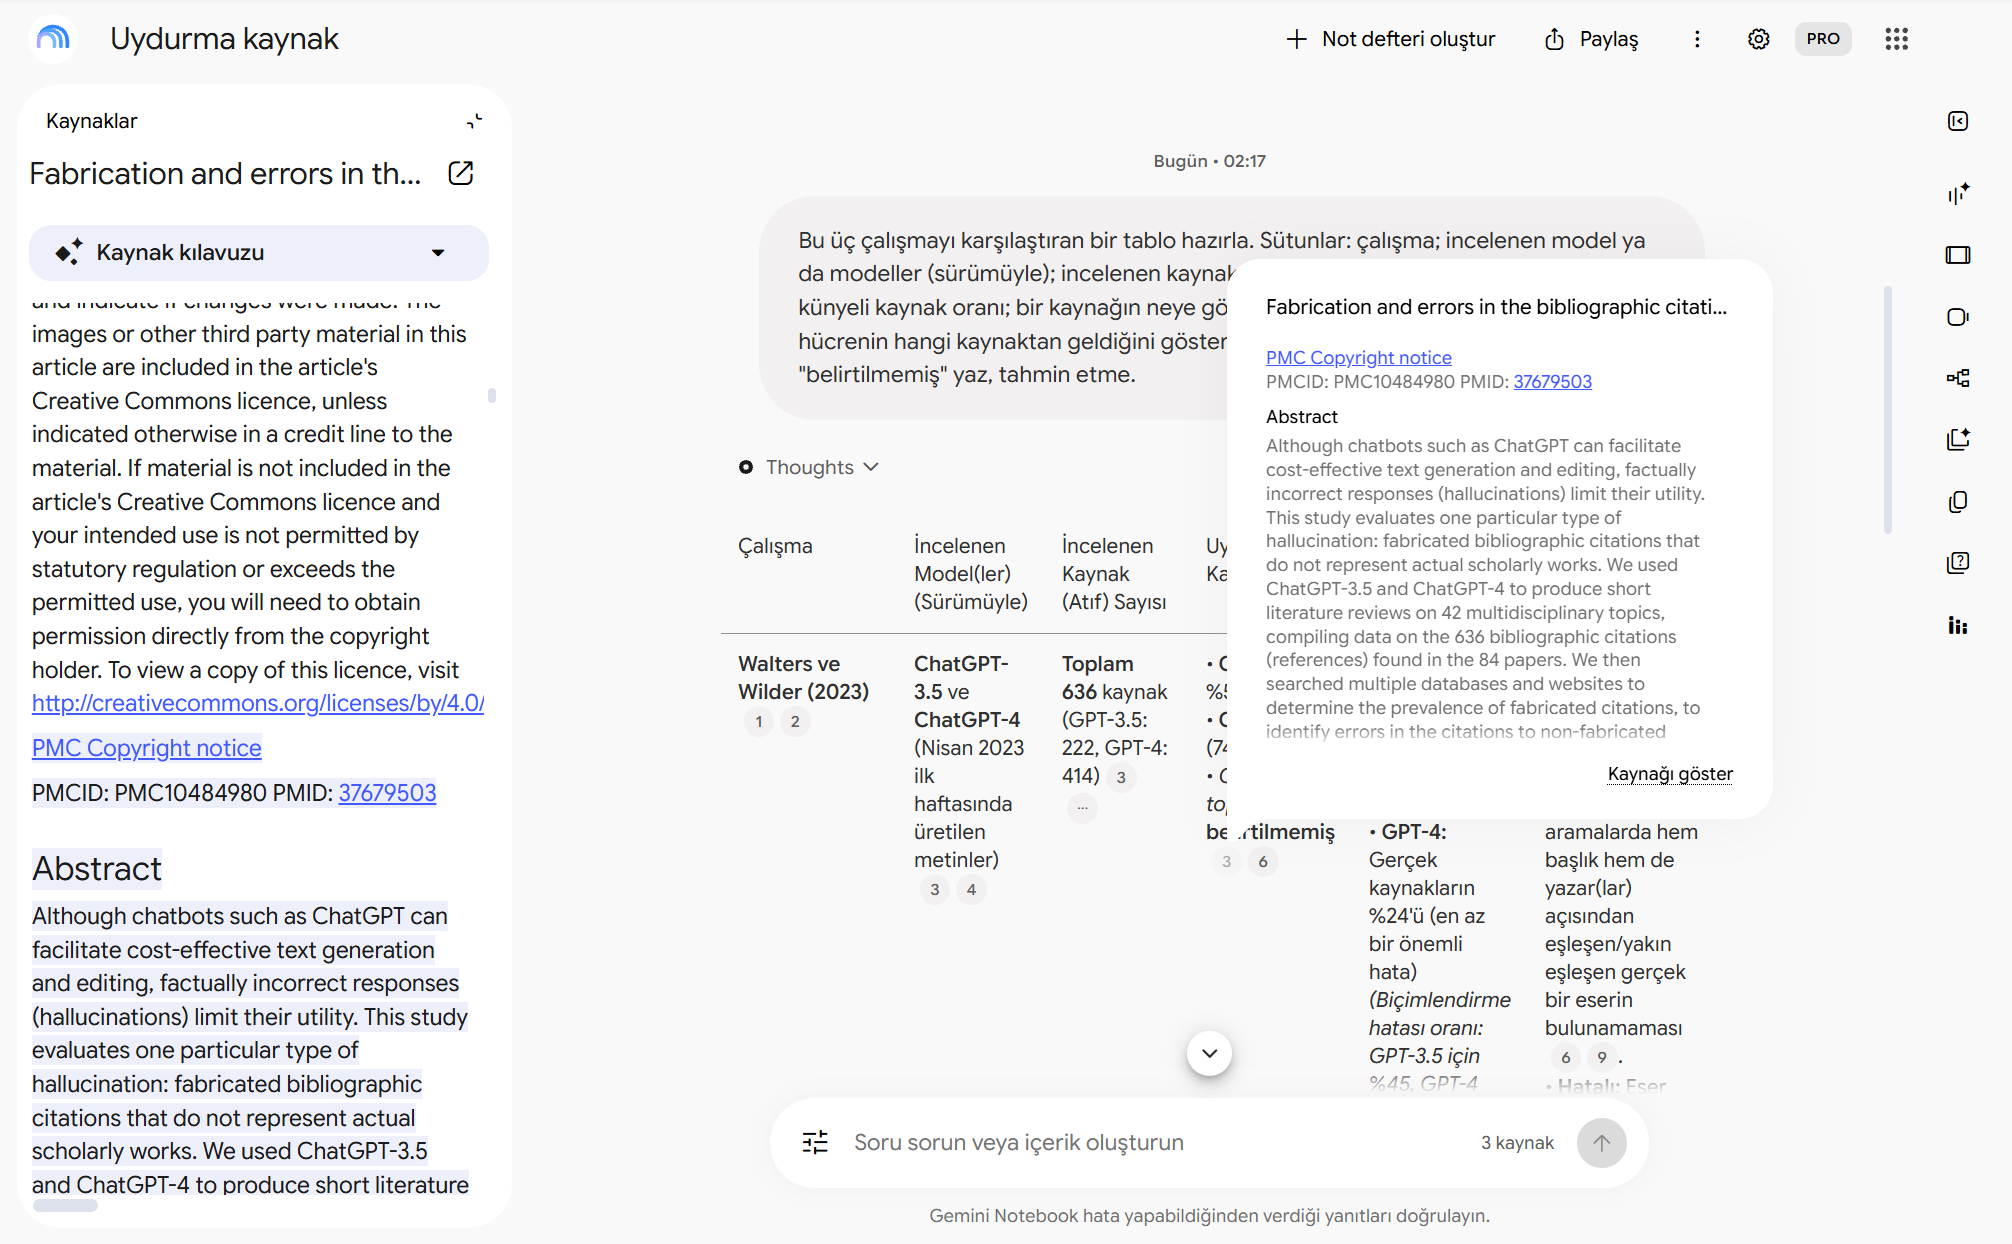 Uydurma kaynak
Not defteri oluştur
Paylaş
PRO
Kaynaklar
Fabrication and errors in th...
Kaynak kılavuzu
and indicate if changes were made. The
images or other third party material in this
article are included in the article's
Creative Commons licence, unless
indicated otherwise in a credit line to the
material. If material is not included in the
article's Creative Commons licence and
your intended use is not permitted by
statutory regulation or exceeds the
permitted use, you will need to obtain
permission directly from the copyright
holder. To view a copy of this licence, visit
http://creativecommons.org/licenses/by/4.0/
PMC Copyright notice
PMCID: PMC10484980 PMID: 37679503
Abstract
Although chatbots such as ChatGPT can
facilitate cost-effective text generation
and editing, factually incorrect responses
(hallucinations) limit their utility. This study
evaluates one particular type of
hallucination: fabricated bibliographic
citations that do not represent actual
scholarly works. We used ChatGPT-3.5
and ChatGPT-4 to produce short literature
Bugün • 02:17
Bu üç çalışmayı karşılaştıran bir tablo hazırla. Sütunlar: çalışma; incelenen model ya
da modeller (sürümüyle); incelenen kaynak
künyeli kaynak oranı; bir kaynağın neye gö
hücrenin hangi kaynaktan geldiğini göster
"belirtilmemiş" yaz, tahmin etme.
Thoughts
Çalışma
İncelenen
Model(ler)
(Sürümüyle)
İncelenen
Kaynak
(Atıf) Sayısı
Uy
Ka
Walters ve
Wilder (2023)
1 2
ChatGPT-
3.5 ve
ChatGPT-4
(Nisan 2023
ilk
haftasında
üretilen
metinler)
3 4
Toplam
636 kaynak
(GPT-3.5:
222, GPT-4:
414) 3
...
(74
to
belirtilmemiş
3 6
• GPT-4:
Gerçek
kaynakların
%24'ü (en az
bir önemli
hata)
(Biçimlendirme
hatası oranı:
GPT-3.5 için
%45, GPT-4
aramalarda hem
başlık hem de
yazar(lar)
açısından
eşleşen/yakın
eşleşen gerçek
bir eserin
bulunamaması
6 9 .
• Hatalı: Eser
Fabrication and errors in the bibliographic citati...
PMC Copyright notice
PMCID: PMC10484980 PMID: 37679503
Abstract
Although chatbots such as ChatGPT can facilitate
cost-effective text generation and editing, factually
incorrect responses (hallucinations) limit their utility.
This study evaluates one particular type of
hallucination: fabricated bibliographic citations that
do not represent actual scholarly works. We used
ChatGPT-3.5 and ChatGPT-4 to produce short
literature reviews on 42 multidisciplinary topics,
compiling data on the 636 bibliographic citations
(references) found in the 84 papers. We then
searched multiple databases and websites to
determine the prevalence of fabricated citations, to
identify errors in the citations to non-fabricated
Kaynağı göster
Soru sorun veya içerik oluşturun
3 kaynak
Gemini Notebook hata yapabildiğinden verdiği yanıtları doğrulayın.